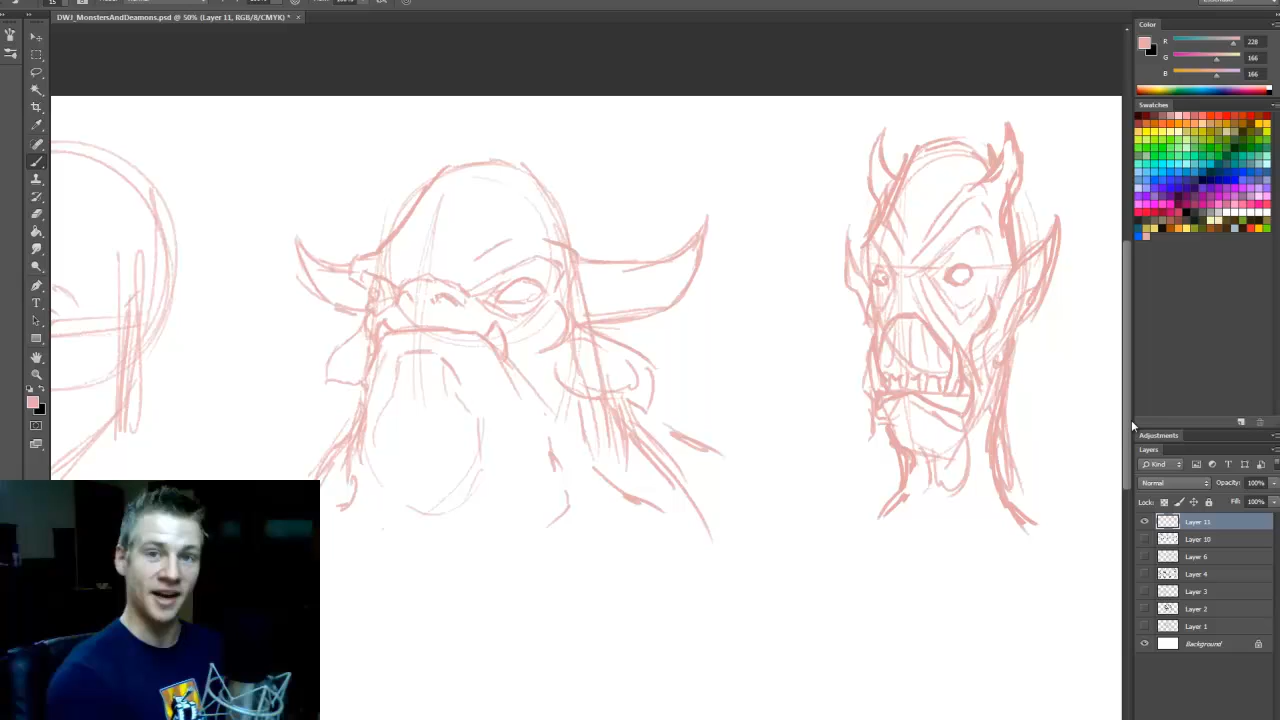 DWJ_MonstersAndDeamons.psd @ 50% (Layer 11, RGB/8/CMYK) * ×
Color
R 228
G 166
B 166
Swatches
Adjustments
Layers
Kind
Normal Opacity: 100%
Lock: Fill: 100%
Layer 11
Layer 10
Layer 6
Layer 4
Layer 3
Layer 2
Layer 1
Background